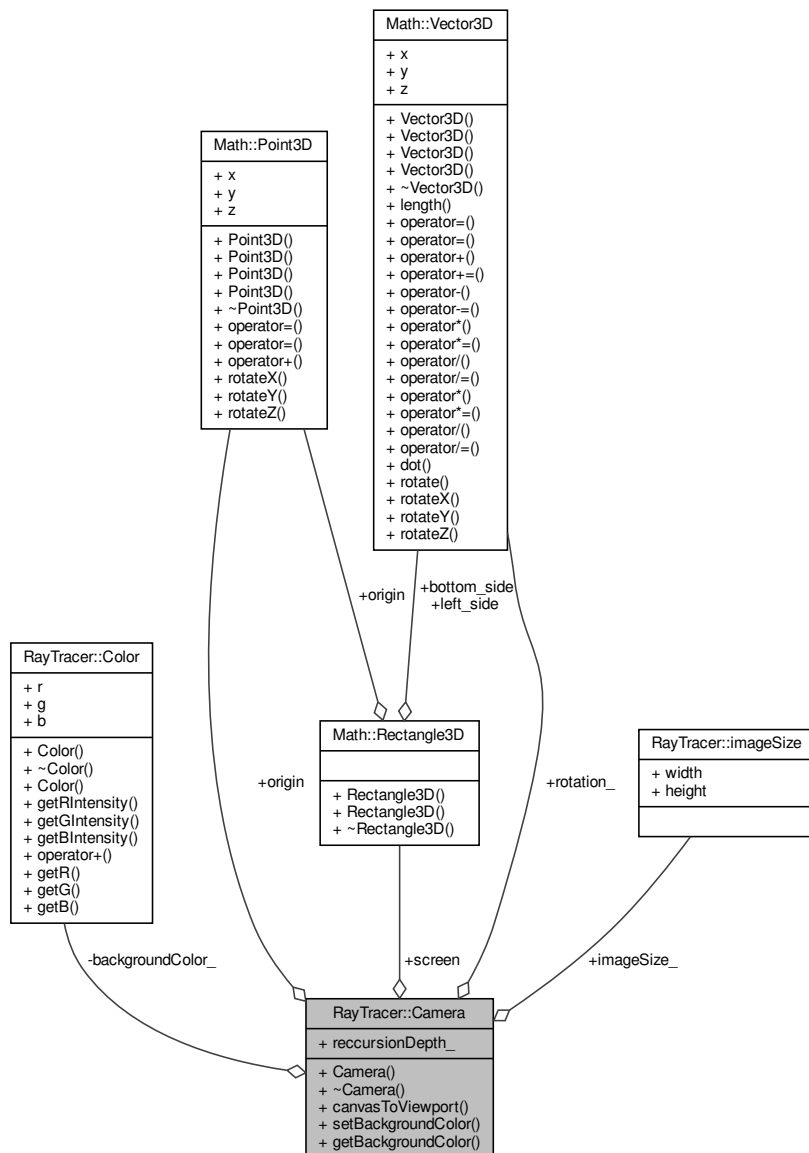 Math::Vector3D
+ x
+ y
+ z
+ Vector3D()
+ Vector3D()
+ Vector3D()
+ Vector3D()
+ ~Vector3D()
+ length()
+ operator=()
+ operator=()
+ operator+()
+ operator+=()
+ operator-()
+ operator-=()
+ operator*()
+ operator*=()
+ operator/()
+ operator/=()
+ operator*()
+ operator*=()
+ operator/()
+ operator/=()
+ dot()
+ rotate()
+ rotateX()
+ rotateY()
+ rotateZ()
Math::Point3D
+ x
+ y
+ z
+ Point3D()
+ Point3D()
+ Point3D()
+ Point3D()
+ ~Point3D()
+ operator=()
+ operator=()
+ operator+()
+ rotateX()
+ rotateY()
+ rotateZ()
+origin
+bottom_side
+left_side
RayTracer::Color
+ r
+ g
+ b
+ Color()
+ ~Color()
+ Color()
+ getRIntensity()
+ getGIntensity()
+ getBIntensity()
+ operator+()
+ getR()
+ getG()
+ getB()
+origin
Math::Rectangle3D
+ Rectangle3D()
+ Rectangle3D()
+ ~Rectangle3D()
+rotation_
RayTracer::imageSize
+ width
+ height
-backgroundColor_
+screen
+imageSize_
RayTracer::Camera
+ reccursionDepth_
+ Camera()
+ ~Camera()
+ canvasToViewport()
+ setBackgroundColor()
+ getBackgroundColor()